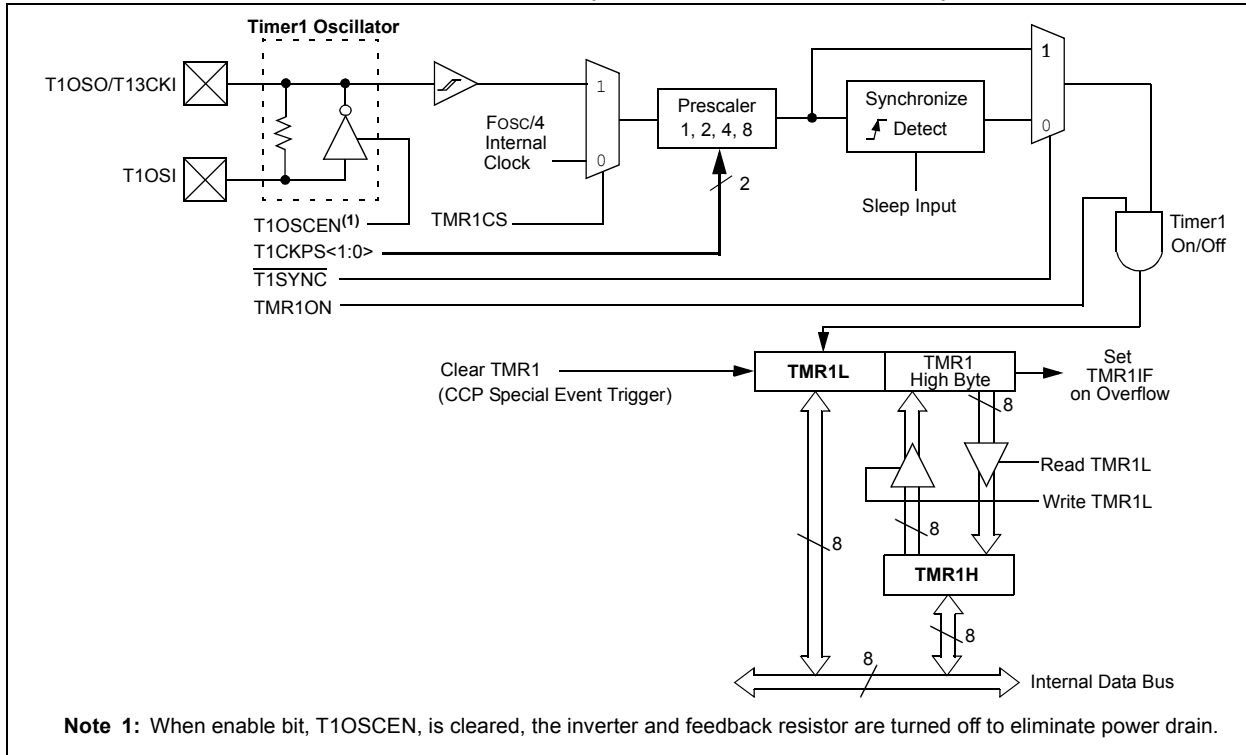 Timer1 Oscillator
T1OSO/T13CKI
T1OSI
T1OSCEN(1)
T1CKPS<1:0>
T1SYNC
TMR1ON
FOSC/4
Internal
Clock
1
0
TMR1CS
Prescaler
1, 2, 4, 8
2
Synchronize
Detect
Sleep Input
1
0
Timer1
On/Off
Clear TMR1
(CCP Special Event Trigger)
TMR1L
TMR1
High Byte
Set
TMR1IF
on Overflow
8
Read TMR1L
Write TMR1L
8
8
TMR1H
8
8
Internal Data Bus
Note 1: When enable bit, T1OSCEN, is cleared, the inverter and feedback resistor are turned off to eliminate power drain.